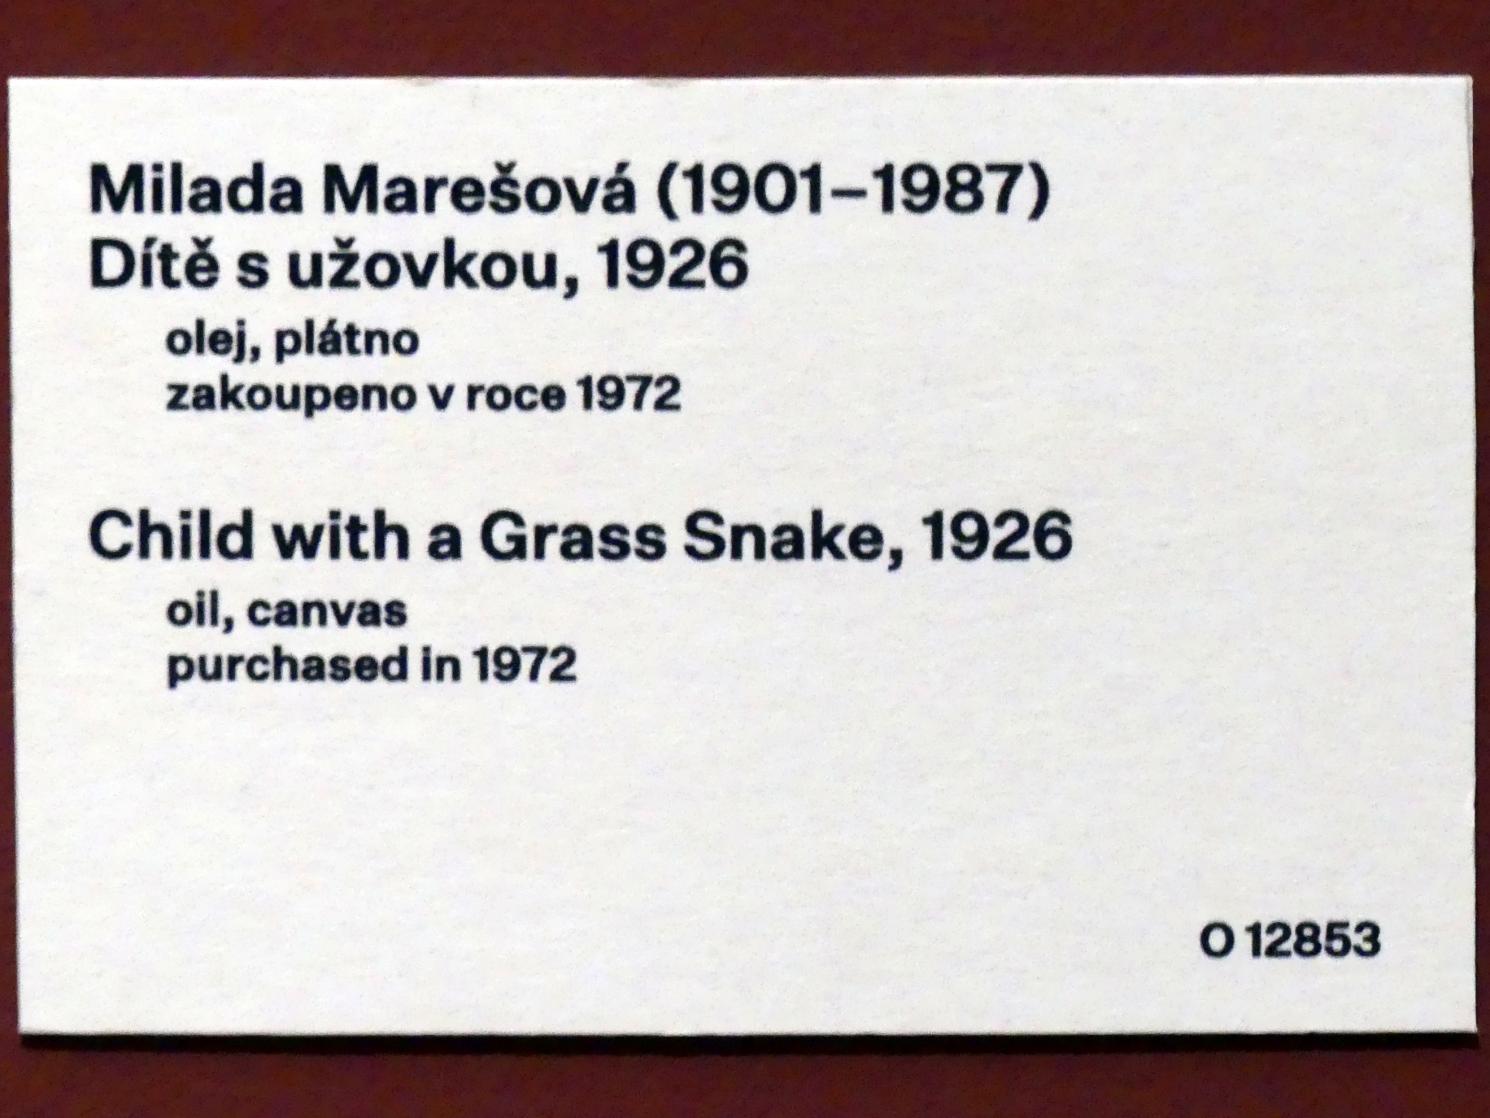 Milada Marešová (1901–1987)
Dítě s užovkou, 1926
olej, plátno
zakoupeno v roce 1972
Child with a Grass Snake, 1926
oil, canvas
purchased in 1972
O 12853